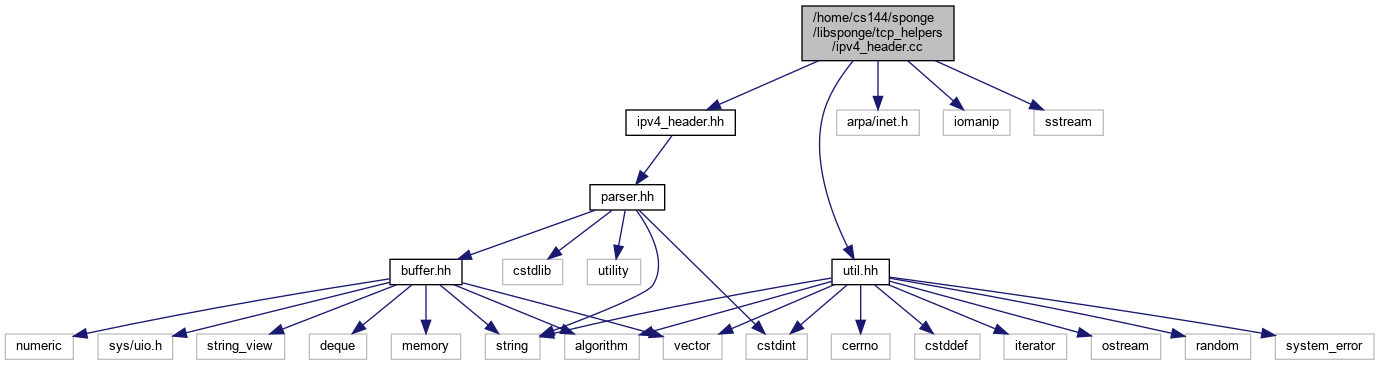 /home/cs144/sponge
/libsponge/tcp_helpers
/ipv4_header.cc
ipv4_header.hh
arpa/inet.h
iomanip
sstream
parser.hh
buffer.hh
cstdlib
utility
util.hh
numeric
sys/uio.h
string_view
deque
memory
string
algorithm
vector
cstdint
cerrno
cstddef
iterator
ostream
random
system_error